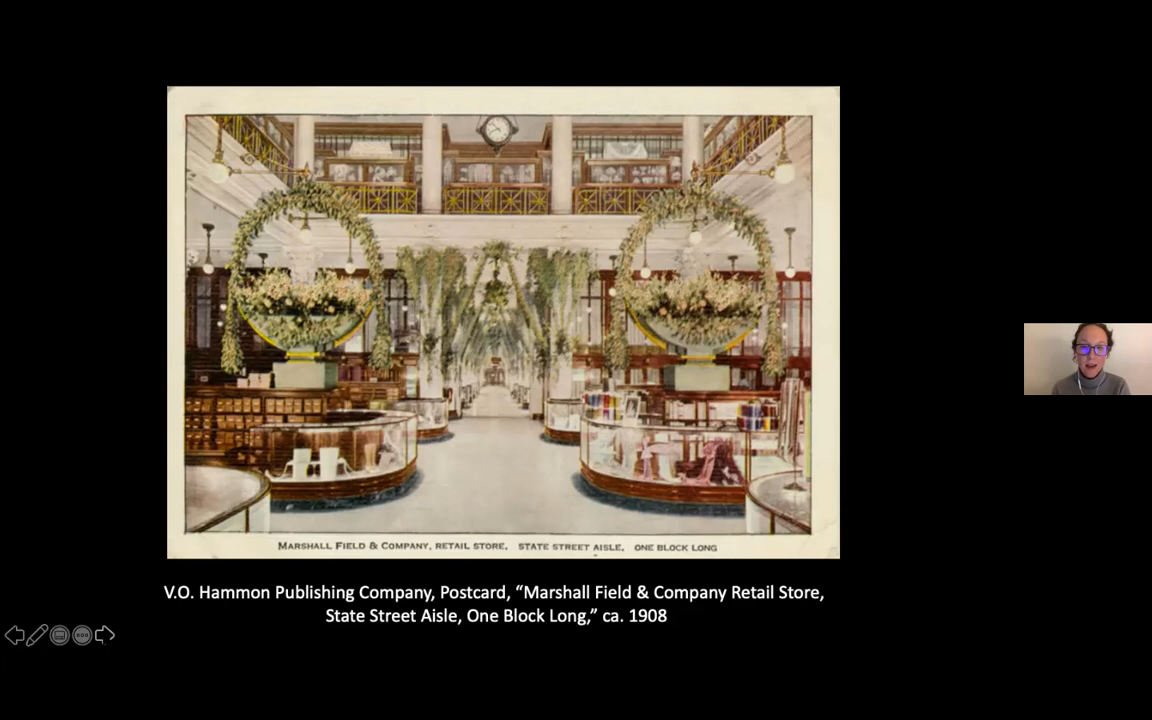 MARSHALL FIELD & COMPANY, RETAIL STORE, STATE STREET AISLE, ONE BLOCK LONG
V.O. Hammon Publishing Company, Postcard, “Marshall Field & Company Retail Store,
State Street Aisle, One Block Long,” ca. 1908